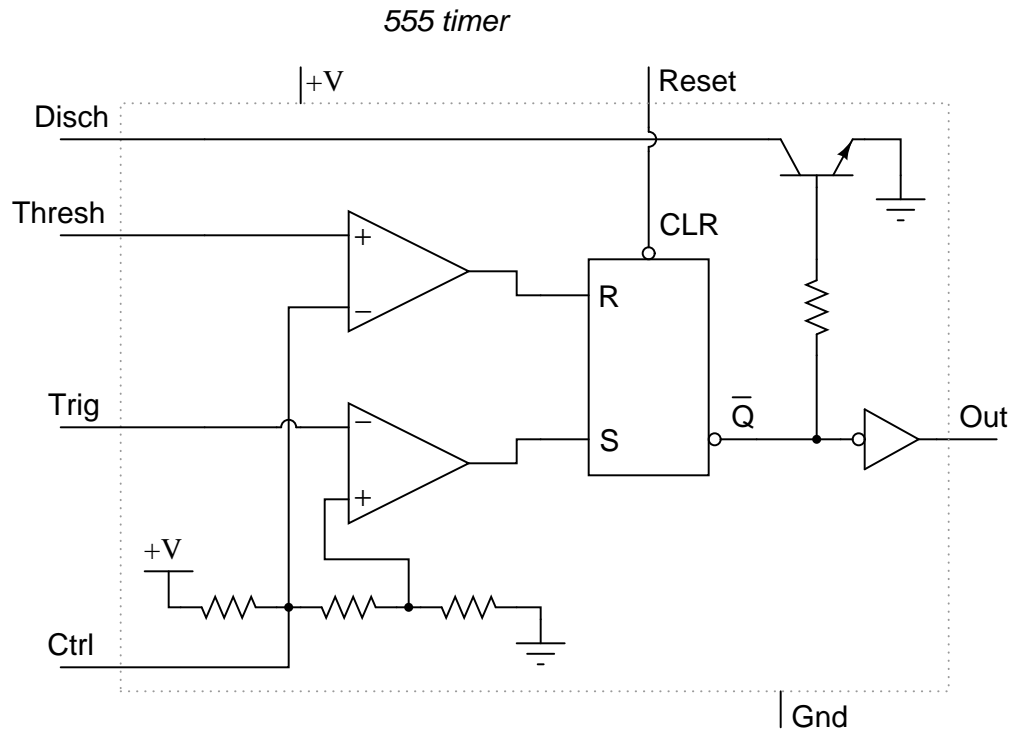 555 timer
+V
Reset
Disch
Thresh
CLR
+
R
−
Trig
−
Q̅
Out
S
+
+V
Ctrl
Gnd